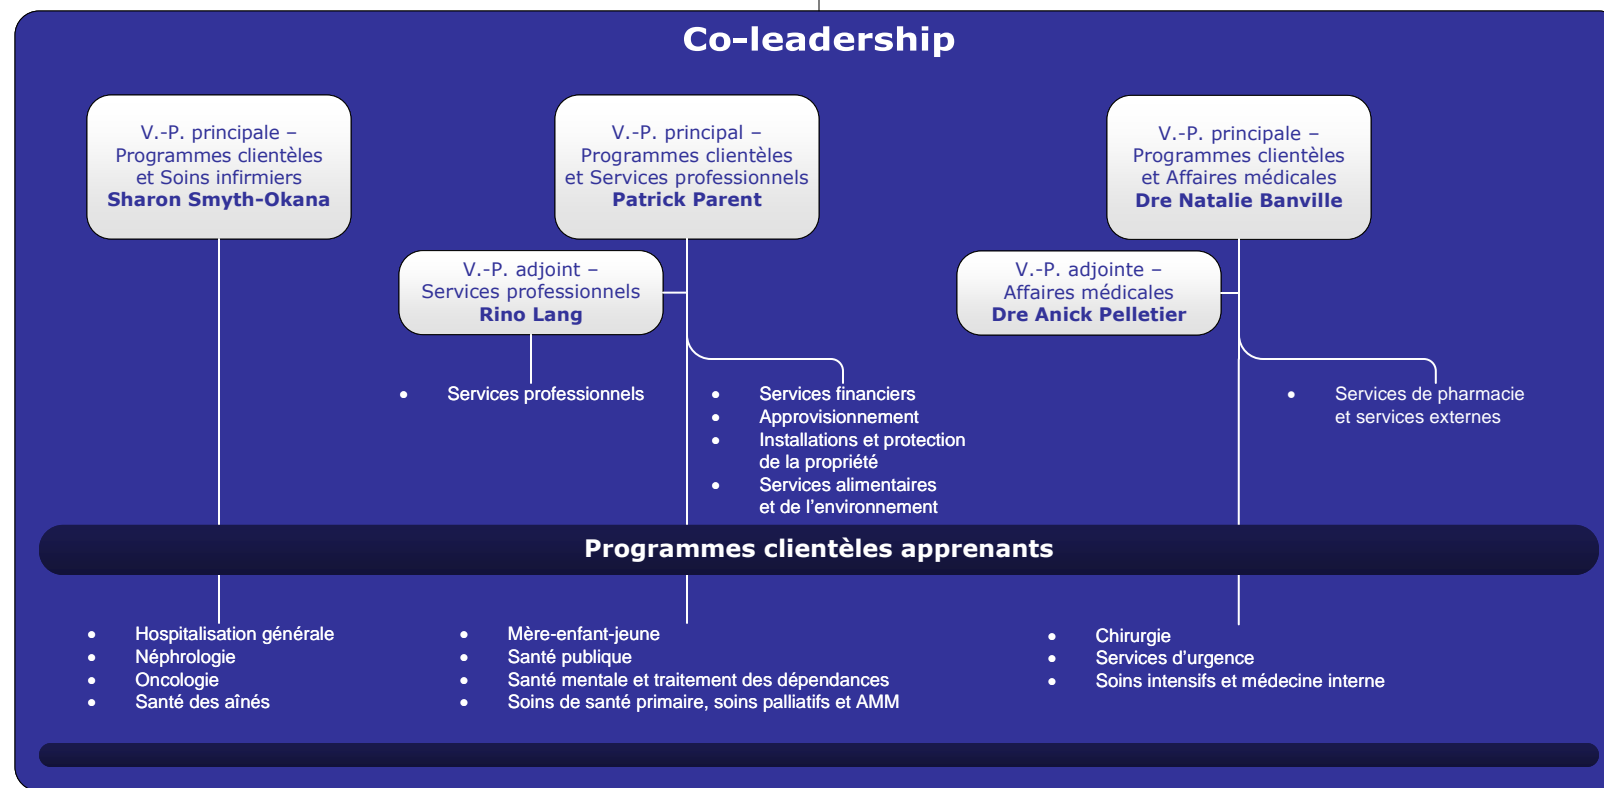 Co-leadership
V.-P. principale –
Programmes clientèles
et Soins infirmiers
Sharon Smyth-Okana
V.-P. principal –
Programmes clientèles
et Services professionnels
Patrick Parent
V.-P. principale –
Programmes clientèles
et Affaires médicales
Dre Natalie Banville
V.-P. adjoint –
Services professionnels
Rino Lang
V.-P. adjointe –
Affaires médicales
Dre Anick Pelletier
• Services professionnels
• Services financiers
• Approvisionnement
• Installations et protection
de la propriété
• Services alimentaires
et de l’environnement
• Services de pharmacie
et services externes
Programmes clientèles apprenants
• Hospitalisation générale
• Néphrologie
• Oncologie
• Santé des aînés
• Mère-enfant-jeune
• Santé publique
• Santé mentale et traitement des dépendances
• Soins de santé primaire, soins palliatifs et AMM
• Chirurgie
• Services d’urgence
• Soins intensifs et médecine interne